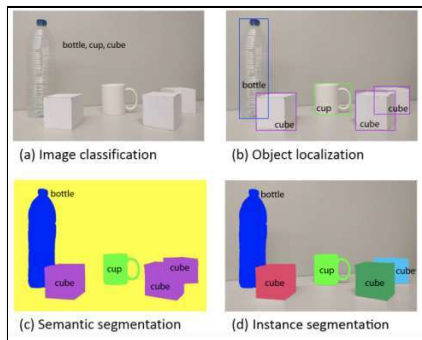 bottle, cup, cube
(a) Image classification
bottle
cube
cup
cube
cube
(b) Object localization
bottle
cube
cup
cube
cube
(c) Semantic segmentation
bottle
cube
cup
cube
cube
(d) Instance segmentation